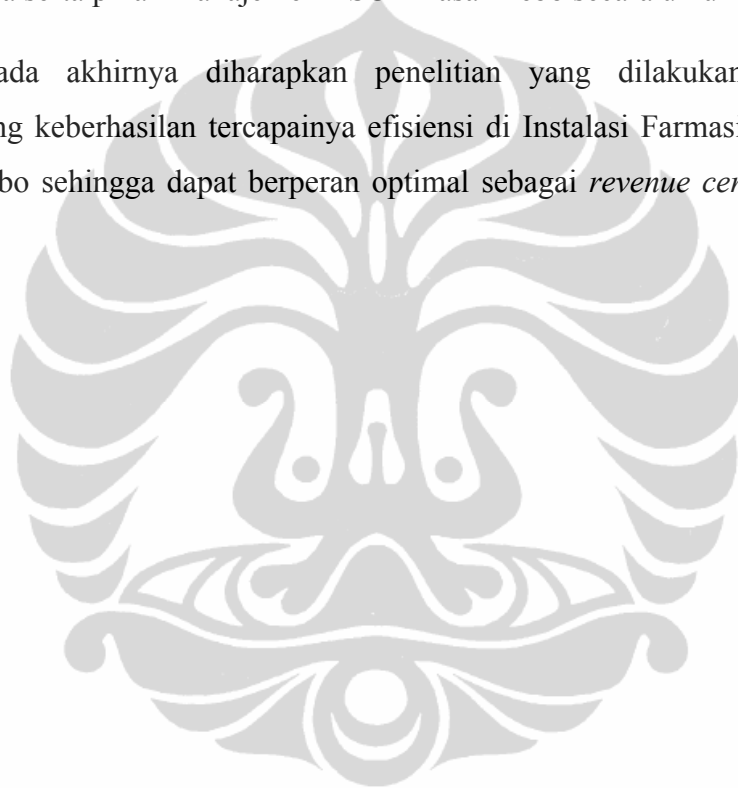 ada akhirnya diharapkan penelitian yang dilakukan
ng keberhasilan tercapainya efisiensi di Instalasi Farmasi
bo sehingga dapat berperan optimal sebagai revenue cen